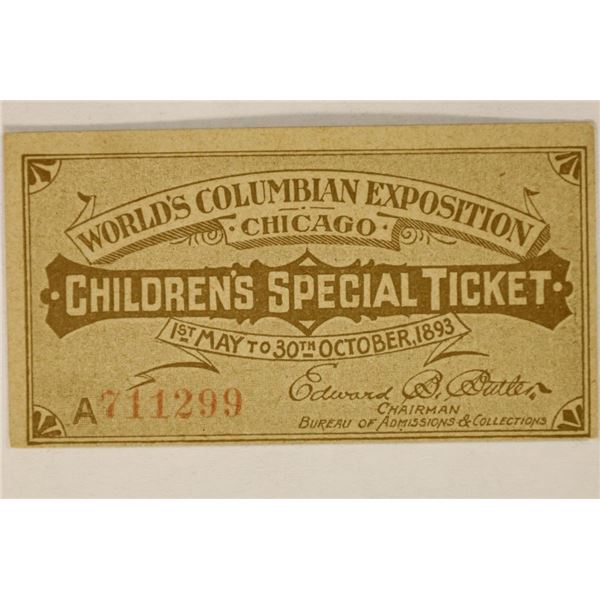 WORLD'S COLUMBIAN EXPOSITION
· CHICAGO ·
· CHILDREN'S SPECIAL TICKET ·
1ST MAY TO 30TH OCTOBER, 1893
A711299
Edward B. Butler
CHAIRMAN
BUREAU OF ADMISSIONS & COLLECTIONS